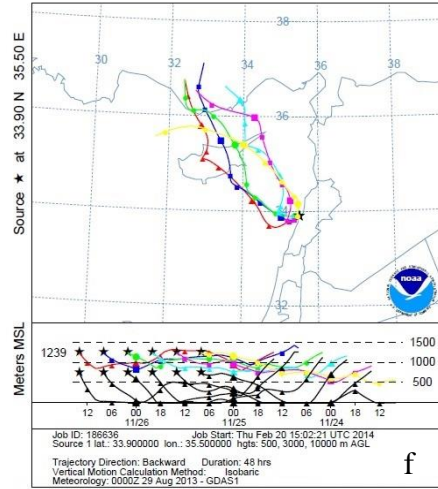 Source ★ at 33.90 N 35.50 E
38
30 32 34 36 38
36
32
noaa
Meters MSL
1239
1500
1000
500
12 06 00 18 12 06 00 18 12 06 00 18 12
11/26 11/25 11/24
Job ID: 186636 Job Start: Thu Feb 20 15:02:21 UTC 2014
Source 1 lat.: 33.900000 lon.: 35.500000 hgts: 500, 3000, 10000 m AGL
Trajectory Direction: Backward Duration: 48 hrs
Vertical Motion Calculation Method: Isobaric
Meteorology: 0000Z 29 Aug 2013 - GDAS1
f